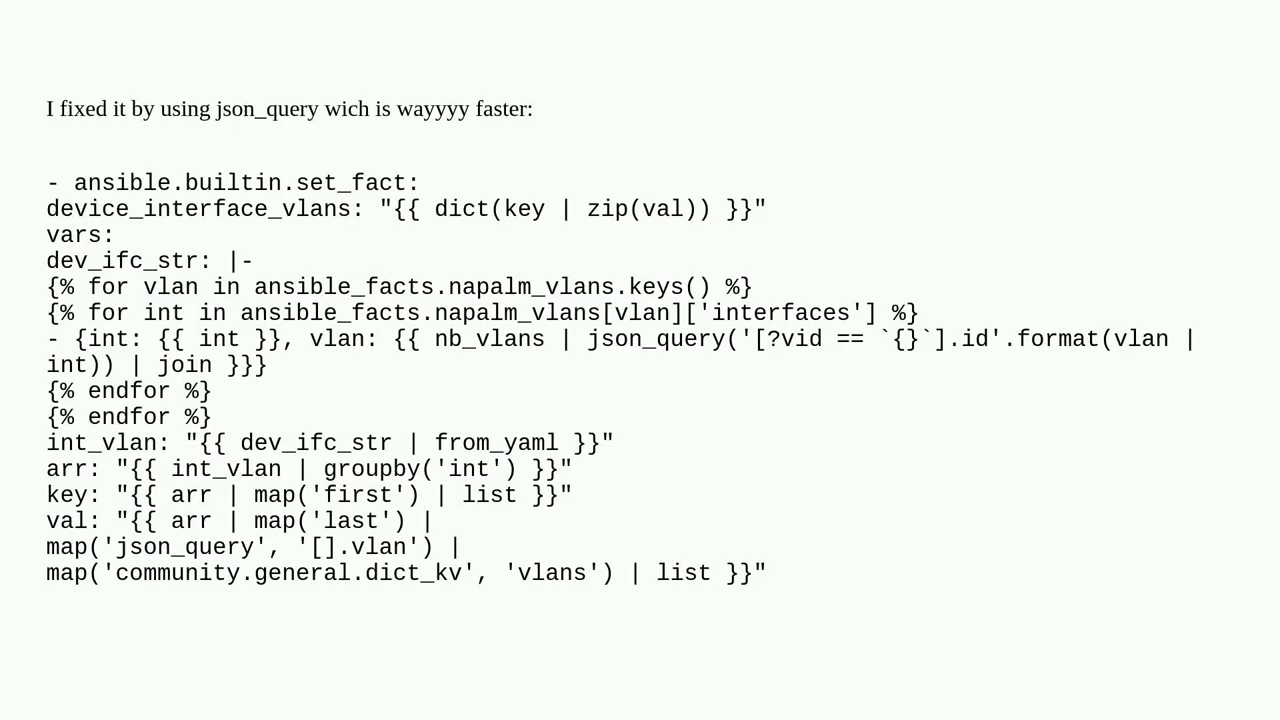 I fixed it by using json_query wich is wayyyy faster:
- ansible.builtin.set_fact:
device_interface_vlans: "{{ dict(key | zip(val)) }}"
vars:
dev_ifc_str: |-
{% for vlan in ansible_facts.napalm_vlans.keys() %}
{% for int in ansible_facts.napalm_vlans[vlan]['interfaces'] %}
- {int: {{ int }}, vlan: {{ nb_vlans | json_query('[?vid == `{}`].id'.format(vlan |
int)) | join }}}
{% endfor %}
{% endfor %}
int_vlan: "{{ dev_ifc_str | from_yaml }}"
arr: "{{ int_vlan | groupby('int') }}"
key: "{{ arr | map('first') | list }}"
val: "{{ arr | map('last') |
map('json_query', '[].vlan') |
map('community.general.dict_kv', 'vlans') | list }}"